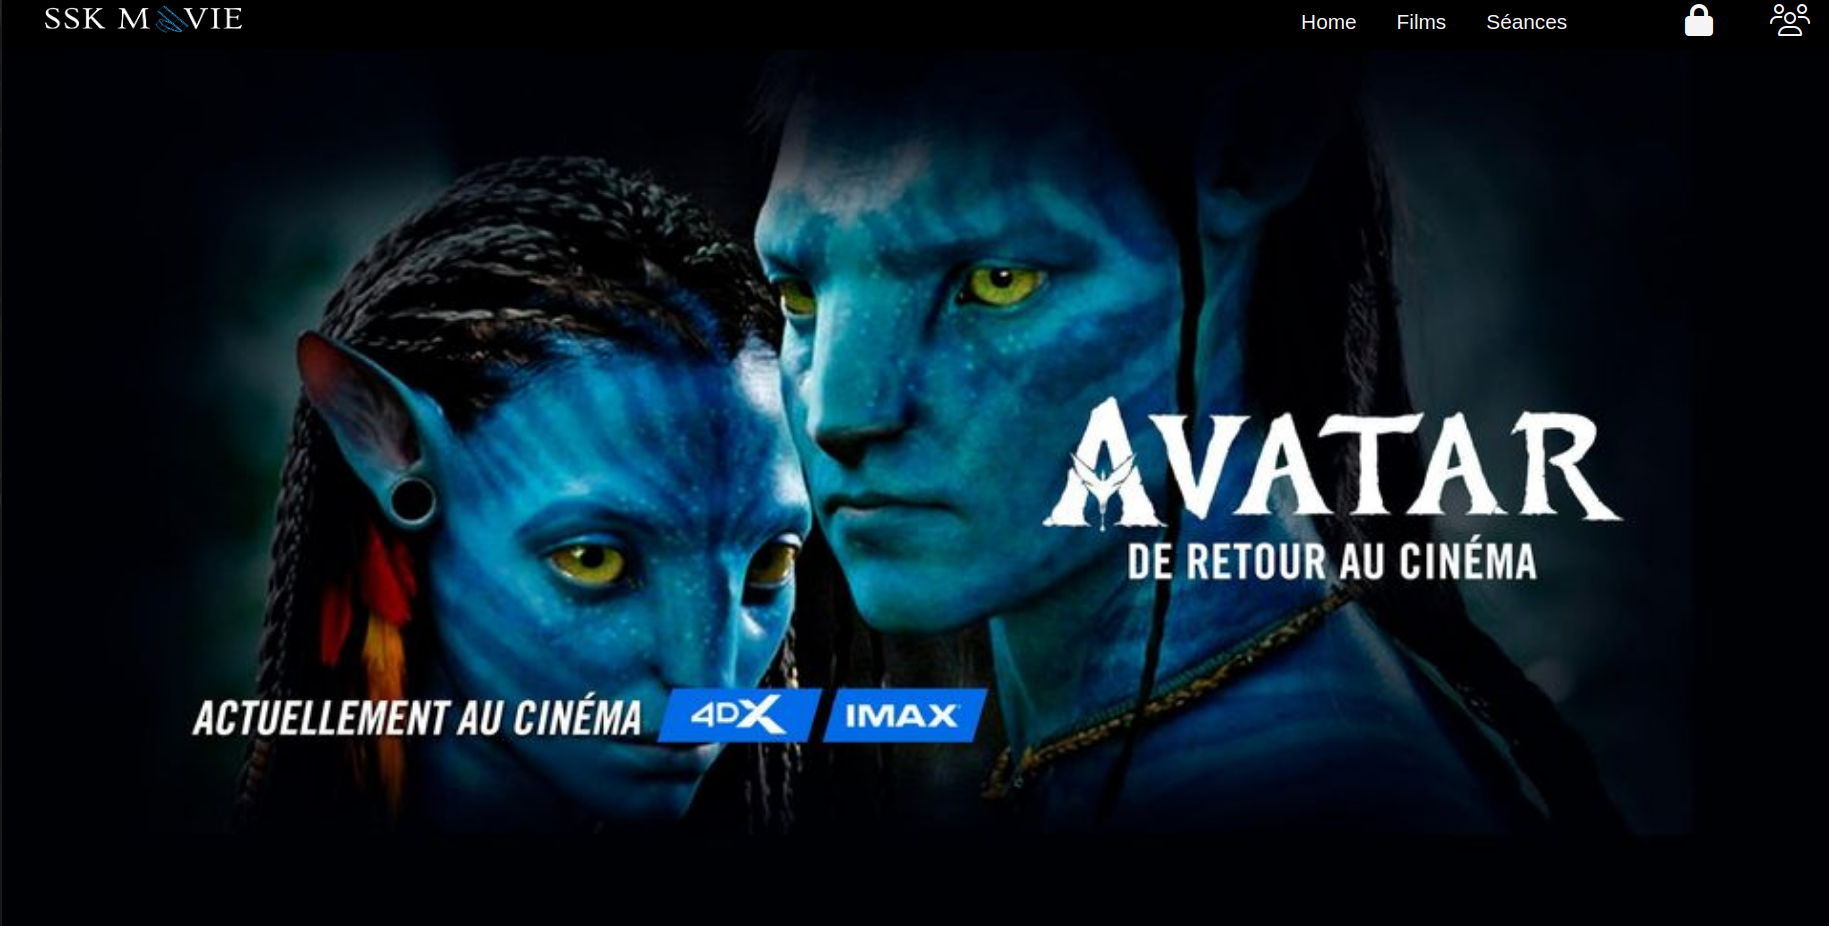 SSK MOVIE
Home Films Séances
AVATAR
DE RETOUR AU CINÉMA
ACTUELLEMENT AU CINÉMA 4DX IMAX